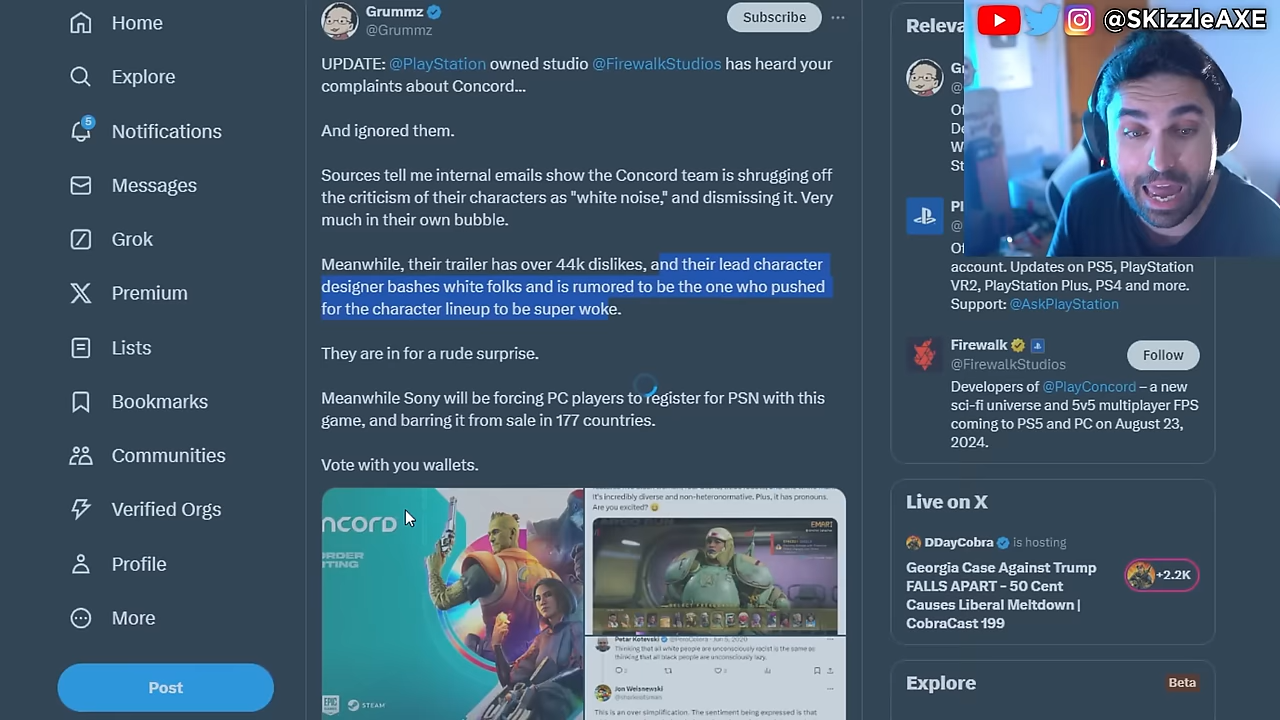 Home
Explore
5
Notifications
Messages
Grok
Premium
Lists
Bookmarks
Communities
Verified Orgs
Profile
More
Post
Grummz
@Grummz
Subscribe
UPDATE: @PlayStation owned studio @FirewalkStudios has heard your
complaints about Concord...
And ignored them.
Sources tell me internal emails show the Concord team is shrugging off
the criticism of their characters as "white noise," and dismissing it. Very
much in their own bubble.
Meanwhile, their trailer has over 44k dislikes, and their lead character
designer bashes white folks and is rumored to be the one who pushed
for the character lineup to be super woke.
They are in for a rude surprise.
Meanwhile Sony will be forcing PC players to register for PSN with this
game, and barring it from sale in 177 countries.
Vote with you wallets.
NCORD
EPIC
STEAM
It's incredibly diverse and non-heteronormative. Plus, it has pronouns.
Are you excited?
EMARI
Petar Kotevski
Jun 5, 2020
Thinking that all white people are unconsciously racist is the same as
thinking that all black people are unconsciously lazy.
Jon Weisnewski
This is an over simplification. The sentiment being expressed is that
@SKizzleAXE
Releva
Gr
@
Of
De
W
St
Pl
@
Of
account. Updates on PS5, PlayStation
VR2, PlayStation Plus, PS4 and more.
Support: @AskPlayStation
Firewalk
@FirewalkStudios
Follow
Developers of @PlayConcord – a new
sci-fi universe and 5v5 multiplayer FPS
coming to PS5 and PC on August 23,
2024.
Live on X
DDayCobra is hosting
Georgia Case Against Trump
FALLS APART - 50 Cent
Causes Liberal Meltdown |
CobraCast 199
+2.2K
Explore
Beta